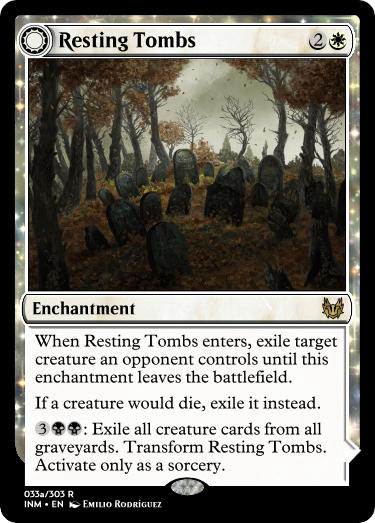 Resting Tombs 2
Enchantment
When Resting Tombs enters, exile target
creature an opponent controls until this
enchantment leaves the battlefield.
If a creature would die, exile it instead.
3: Exile all creature cards from all
graveyards. Transform Resting Tombs.
Activate only as a sorcery.
033a/303 R
INM • EN Emilio Rodríguez